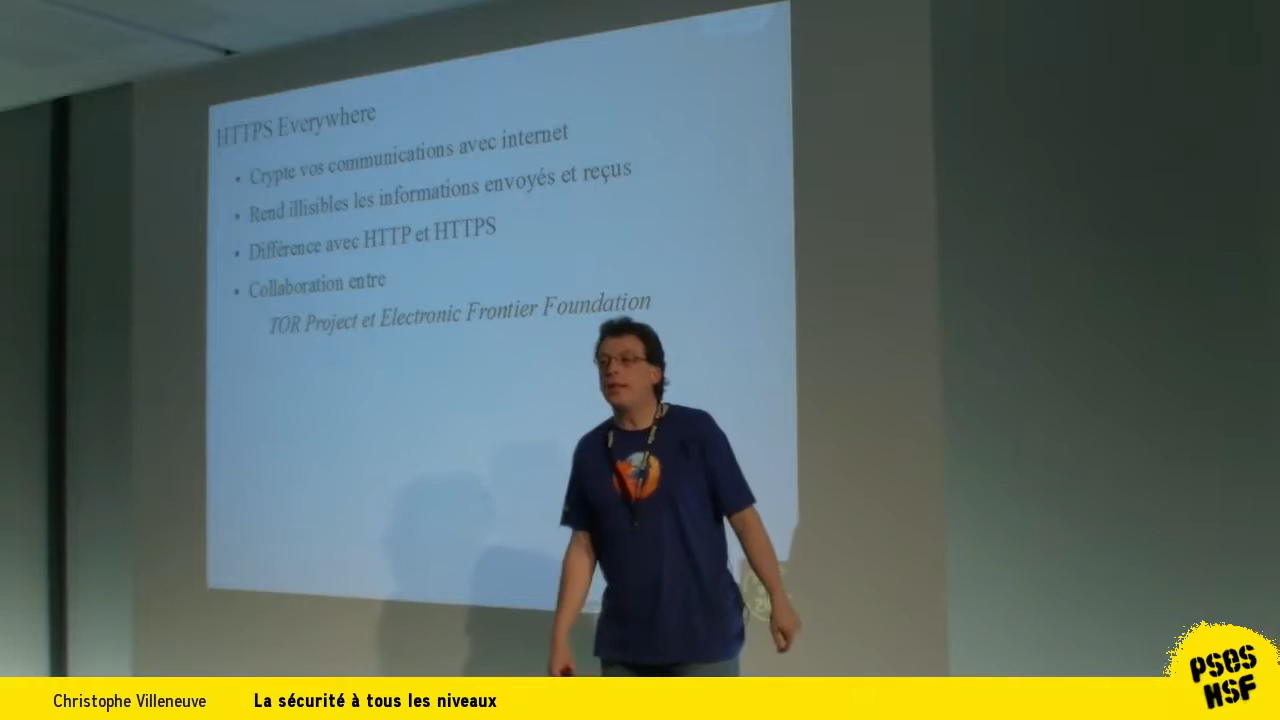 HTTPS Everywhere
• Crypte vos communications avec internet
• Rend illisibles les informations envoyés et reçus
• Différence avec HTTP et HTTPS
• Collaboration entre
TOR Project et Electronic Frontier Foundation
Christophe Villeneuve La sécurité à tous les niveaux
PSES
HSF